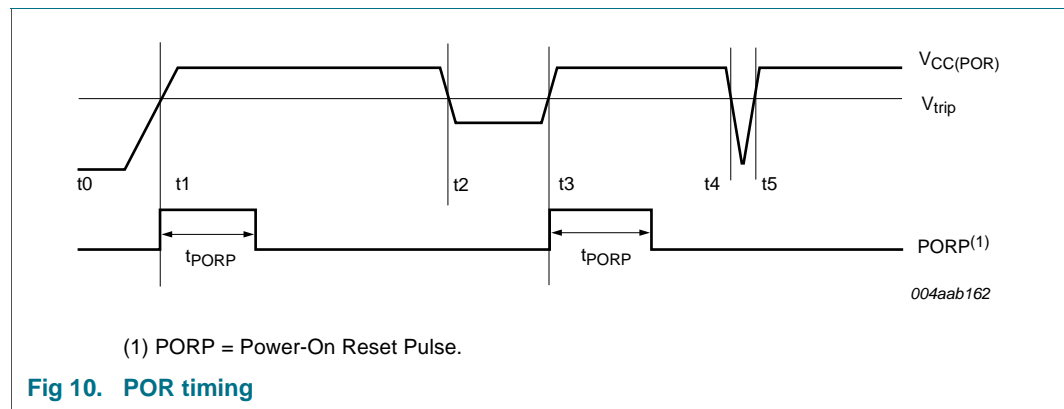 VCC(POR)
Vtrip
t0
t1
t2
t3
t4
t5
tPORP
tPORP
PORP(1)
004aab162
(1) PORP = Power-On Reset Pulse.
Fig 10. POR timing